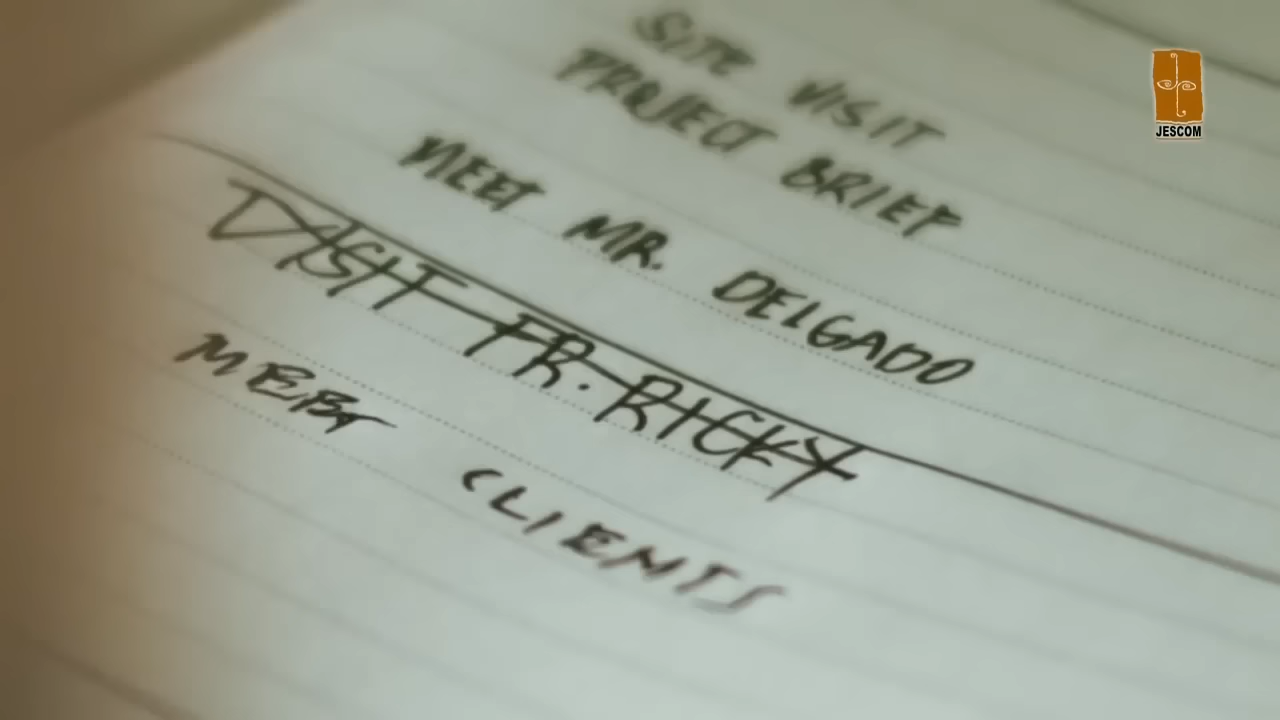 SITE VISIT
PROJECT BRIEF
MEET MR. DELGADO
VISIT FR. RICKY
MEET CLIENTS
JESCOM